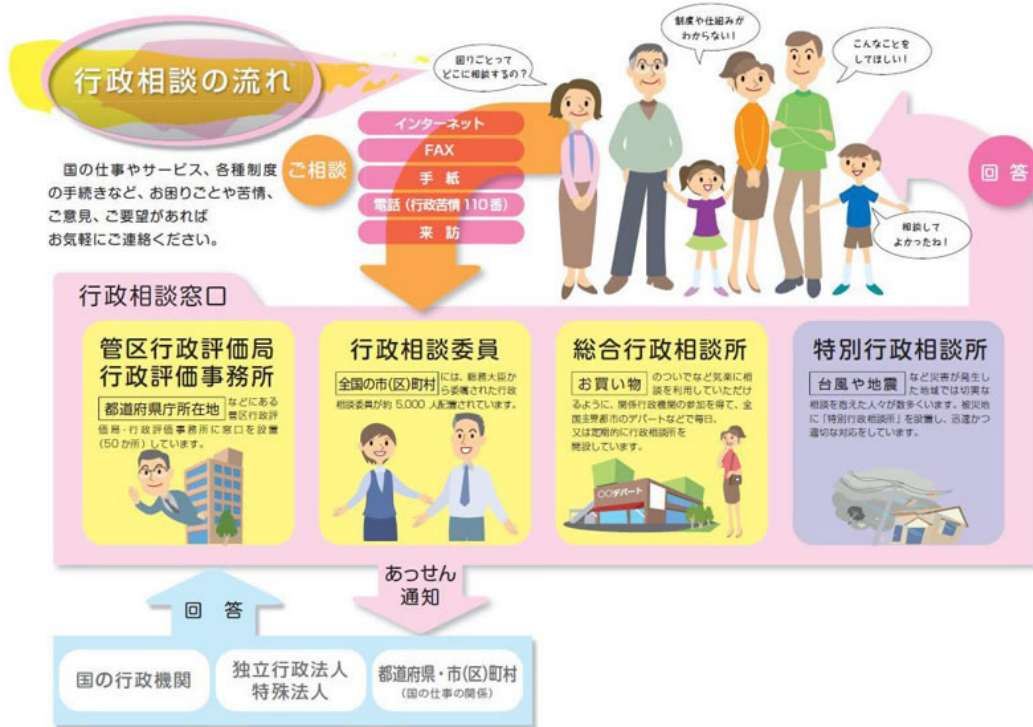 行政相談の流れ
国の仕事やサービス、各種制度
の手続きなど、お困りごとや苦情、
ご意見、ご要望があれば
お気軽にご連絡ください。
ご相談
インターネット
FAX
手 紙
電話(行政苦情110番)
来 訪
困りごとって
どこに相談するの?
制度や仕組みが
わからない!
こんなことを
してほしい!
相談して
よかったね!
回 答
行政相談窓口
管区行政評価局
行政評価事務所
都道府県庁所在地 などにある
管区行政評
価局・行政評価事務所に窓口を設置
(50か所)しています。
行政相談委員
全国の市(区)町村 には、総務大臣か
ら委嘱された行政
相談委員が約 5,000 人配置されています。
総合行政相談所
お買い物 のついでなど気楽に相
談を利用していただけ
るように、関係行政機関の参加を得て、全
国主要都市のデパートなどで毎日、
又は定期的に行政相談所を
開設しています。
〇〇デパート
特別行政相談所
台風や地震 など災害が発生し
た地域では切実な
相談を抱えた人々が数多くいます。被災地
に「特別行政相談所」を設置し、迅速かつ
適切な対応をしています。
あっせん
通知
回 答
国の行政機関
独立行政法人
特殊法人
都道府県・市(区)町村
(国の仕事の関係)